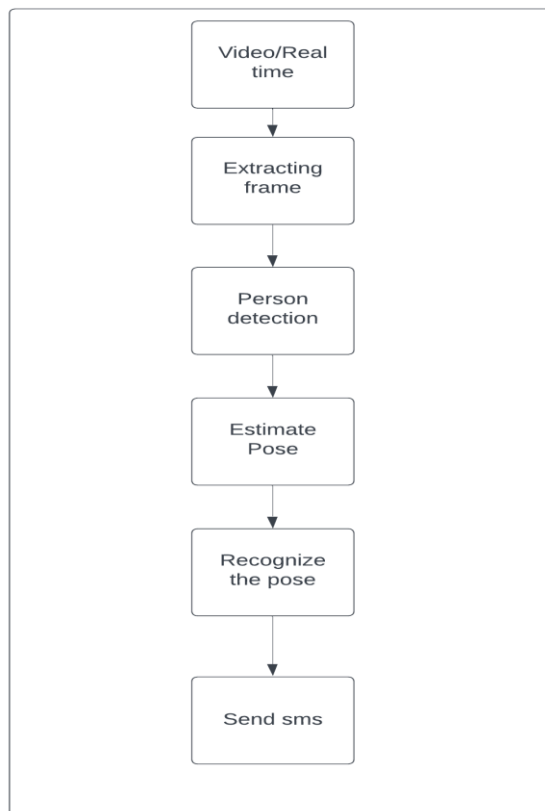 Video/Real
time
Extracting
frame
Person
detection
Estimate
Pose
Recognize
the pose
Send sms